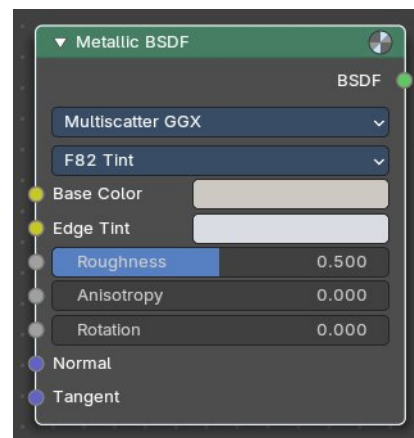 Metallic BSDF
BSDF
Multiscatter GGX
F82 Tint
Base Color
Edge Tint
Roughness 0.500
Anisotropy 0.000
Rotation 0.000
Normal
Tangent